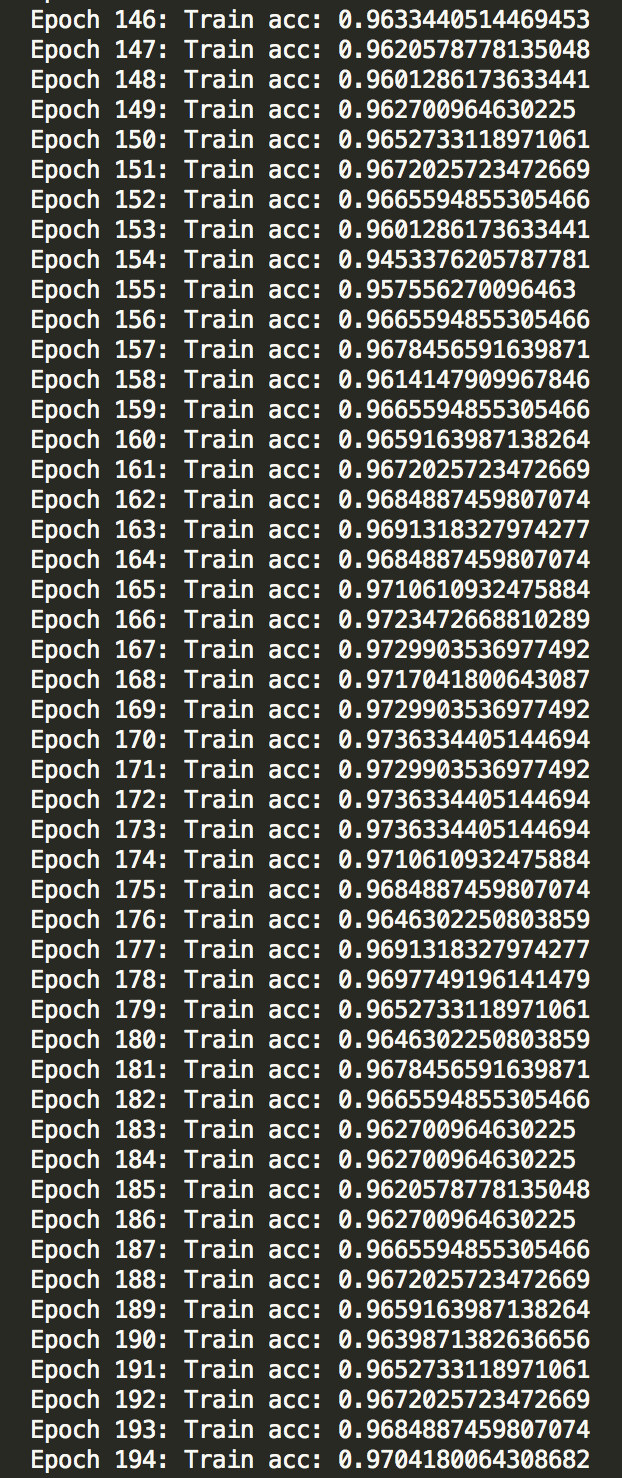 Epoch 146: Train acc: 0.9633440514469453
Epoch 147: Train acc: 0.9620578778135048
Epoch 148: Train acc: 0.9601286173633441
Epoch 149: Train acc: 0.962700964630225
Epoch 150: Train acc: 0.9652733118971061
Epoch 151: Train acc: 0.9672025723472669
Epoch 152: Train acc: 0.9665594855305466
Epoch 153: Train acc: 0.9601286173633441
Epoch 154: Train acc: 0.9453376205787781
Epoch 155: Train acc: 0.957556270096463
Epoch 156: Train acc: 0.9665594855305466
Epoch 157: Train acc: 0.9678456591639871
Epoch 158: Train acc: 0.9614147909967846
Epoch 159: Train acc: 0.9665594855305466
Epoch 160: Train acc: 0.9659163987138264
Epoch 161: Train acc: 0.9672025723472669
Epoch 162: Train acc: 0.9684887459807074
Epoch 163: Train acc: 0.9691318327974277
Epoch 164: Train acc: 0.9684887459807074
Epoch 165: Train acc: 0.9710610932475884
Epoch 166: Train acc: 0.9723472668810289
Epoch 167: Train acc: 0.9729903536977492
Epoch 168: Train acc: 0.9717041800643087
Epoch 169: Train acc: 0.9729903536977492
Epoch 170: Train acc: 0.9736334405144694
Epoch 171: Train acc: 0.9729903536977492
Epoch 172: Train acc: 0.9736334405144694
Epoch 173: Train acc: 0.9736334405144694
Epoch 174: Train acc: 0.9710610932475884
Epoch 175: Train acc: 0.9684887459807074
Epoch 176: Train acc: 0.9646302250803859
Epoch 177: Train acc: 0.9691318327974277
Epoch 178: Train acc: 0.9697749196141479
Epoch 179: Train acc: 0.9652733118971061
Epoch 180: Train acc: 0.9646302250803859
Epoch 181: Train acc: 0.9678456591639871
Epoch 182: Train acc: 0.9665594855305466
Epoch 183: Train acc: 0.962700964630225
Epoch 184: Train acc: 0.962700964630225
Epoch 185: Train acc: 0.9620578778135048
Epoch 186: Train acc: 0.962700964630225
Epoch 187: Train acc: 0.9665594855305466
Epoch 188: Train acc: 0.9672025723472669
Epoch 189: Train acc: 0.9659163987138264
Epoch 190: Train acc: 0.9639871382636656
Epoch 191: Train acc: 0.9652733118971061
Epoch 192: Train acc: 0.9672025723472669
Epoch 193: Train acc: 0.9684887459807074
Epoch 194: Train acc: 0.9704180064308682